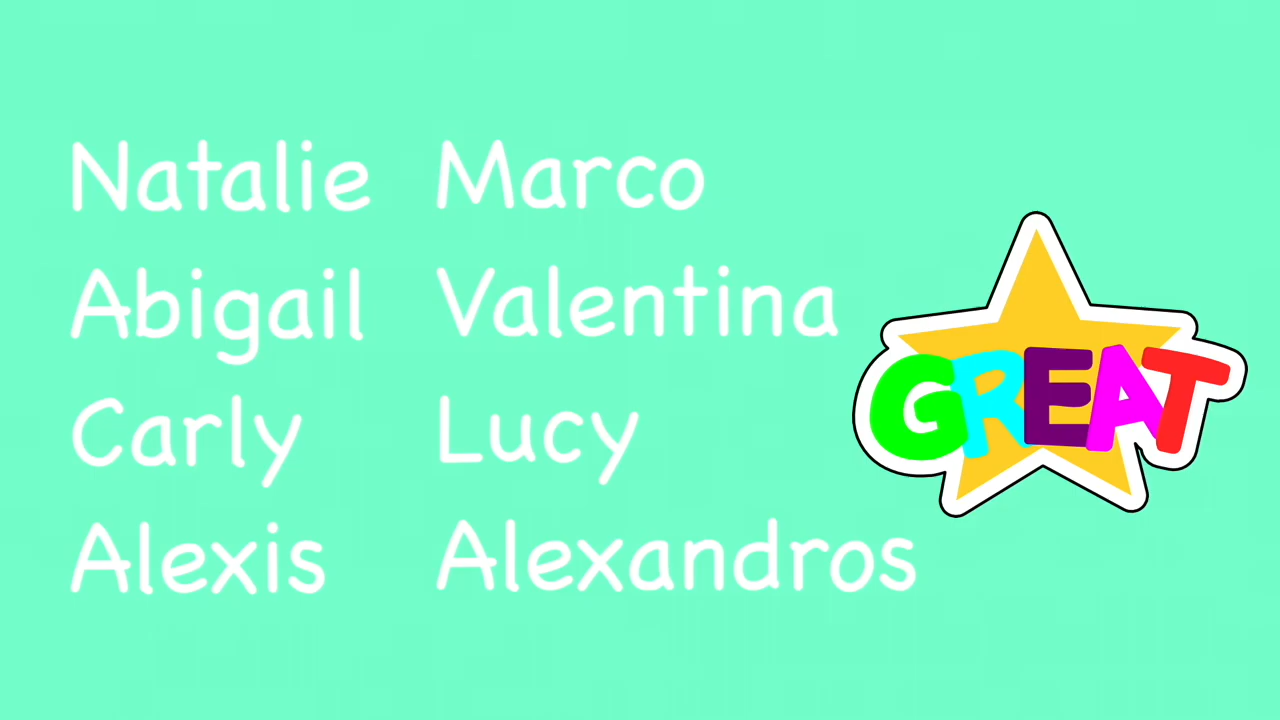 Natalie
Abigail
Carly
Alexis
Marco
Valentina
Lucy
Alexandros
GREAT